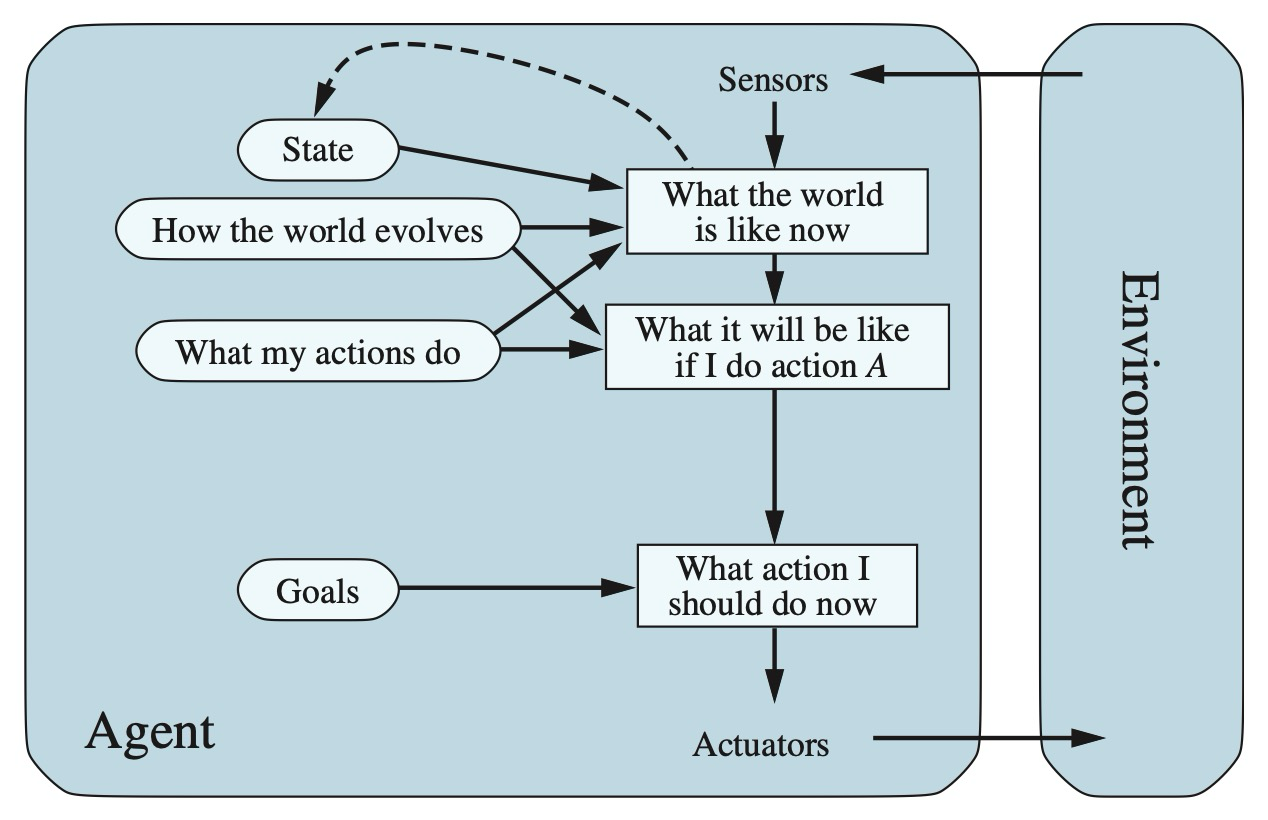 Sensors
State
What the world
is like now
How the world evolves
What it will be like
if I do action A
What my actions do
Goals
What action I
should do now
Agent
Actuators
Environment